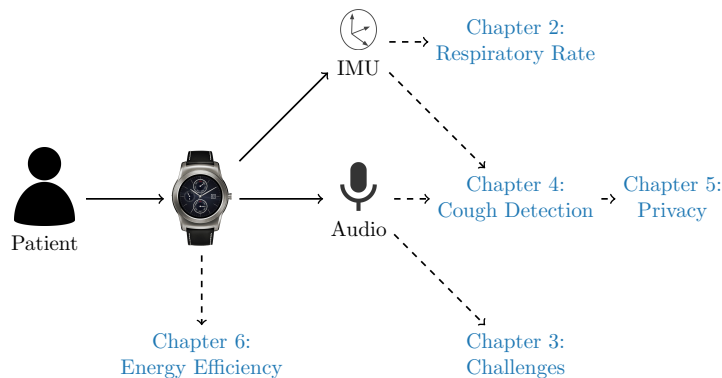 Chapter 2:
Respiratory Rate
IMU
Chapter 4:
Cough Detection
Chapter 5:
Privacy
Audio
Patient
Chapter 6:
Energy Efficiency
Chapter 3:
Challenges